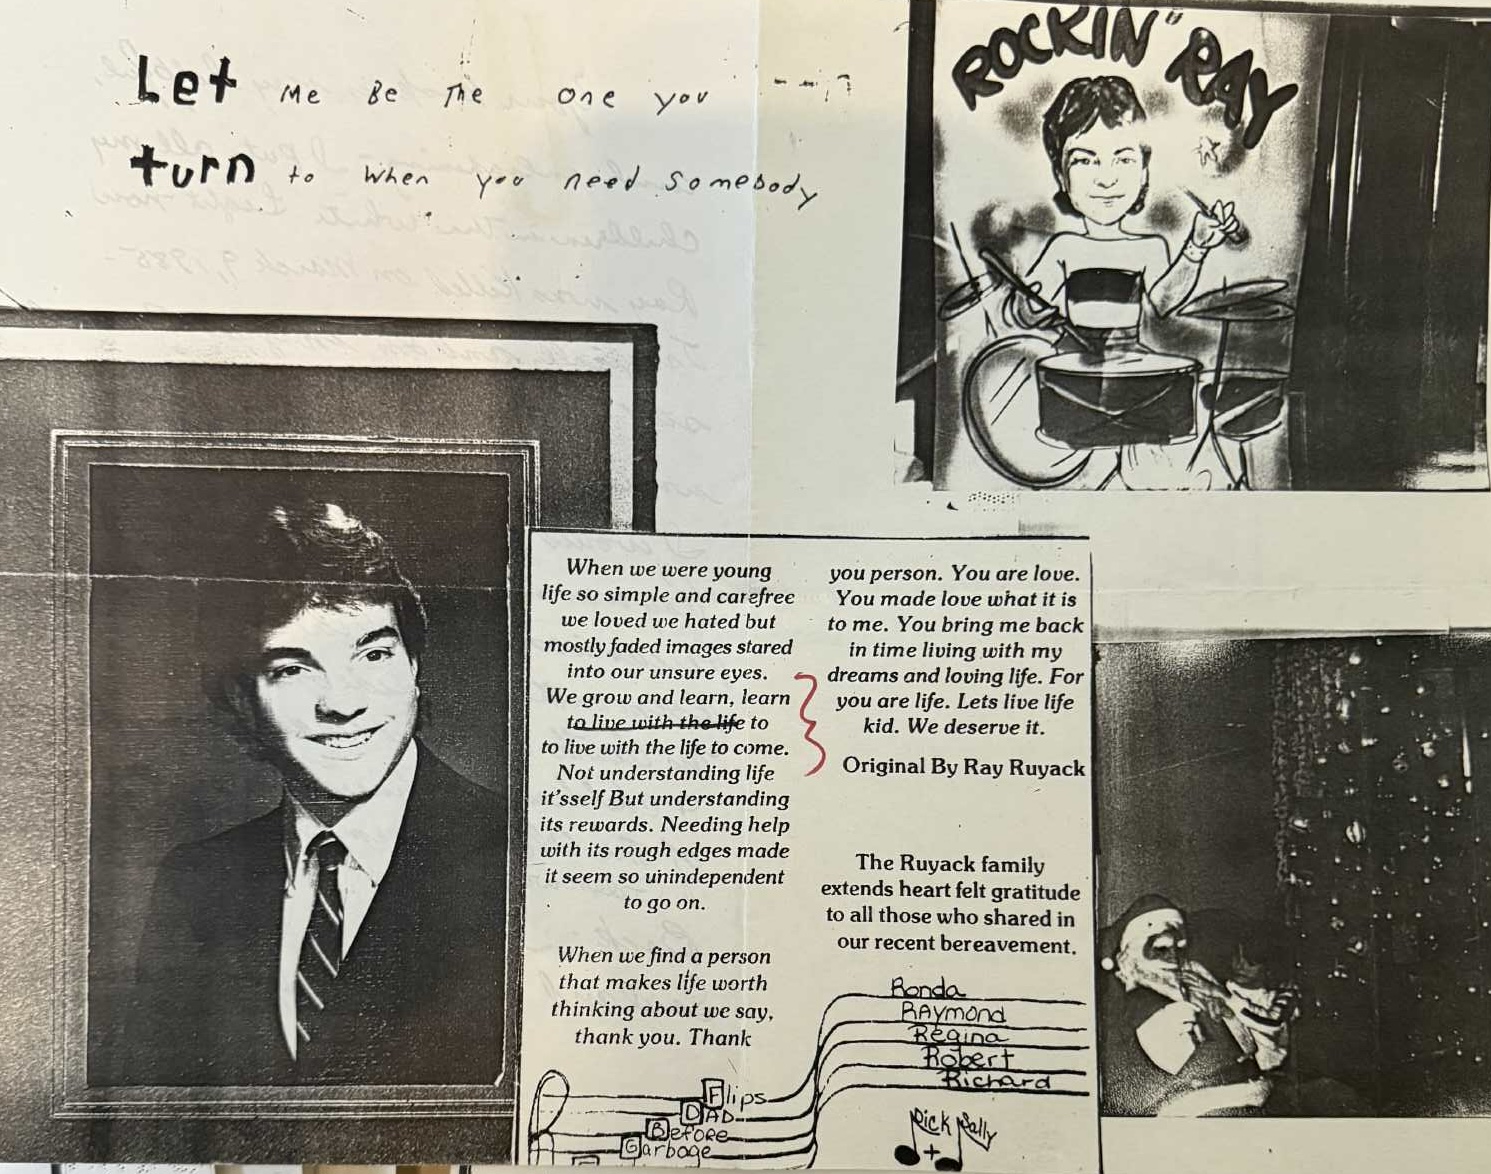 Let Me Be The One you
turn to when you need somebody
ROCKIN" RAY
When we were young
life so simple and carefree
we loved we hated but
mostly faded images stared
into our unsure eyes.
We grow and learn, learn
to live with the life to
to live with the life to come.
Not understanding life
it'sself But understanding
its rewards. Needing help
with its rough edges made
it seem so unindependent
to go on.
When we find a person
that makes life worth
thinking about we say,
thank you. Thank
you person. You are love.
You made love what it is
to me. You bring me back
in time living with my
dreams and loving life. For
you are life. Lets live life
kid. We deserve it.
Original By Ray Ruyack
The Ruyack family
extends heart felt gratitude
to all those who shared in
our recent bereavement.
Ronda
RAymond
Regina
Robert
Richard
Flips
DAD
Before
Garbage
Rick + Sally